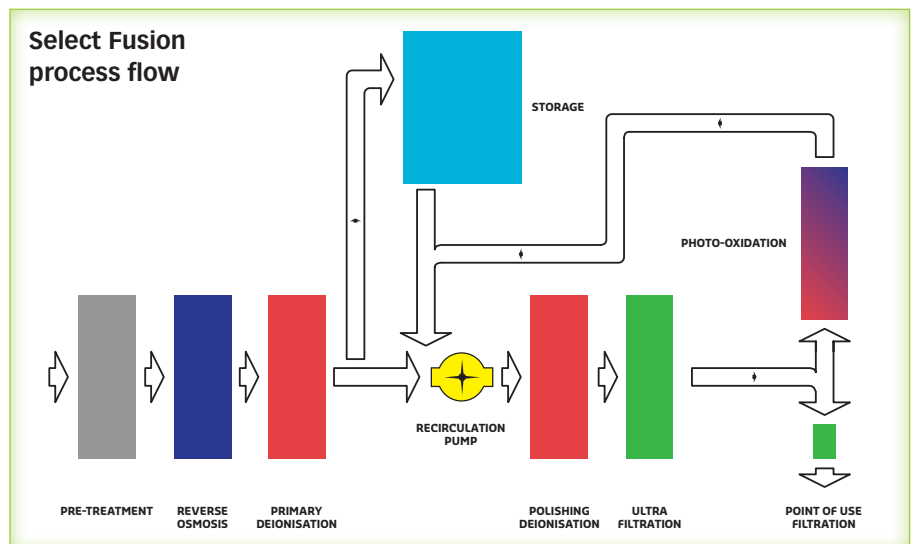 Select Fusion
process flow
STORAGE
PHOTO-OXIDATION
RECIRCULATION
PUMP
PRE-TREATMENT
REVERSE
OSMOSIS
PRIMARY
DEIONISATION
POLISHING
DEIONISATION
ULTRA
FILTRATION
POINT OF USE
FILTRATION